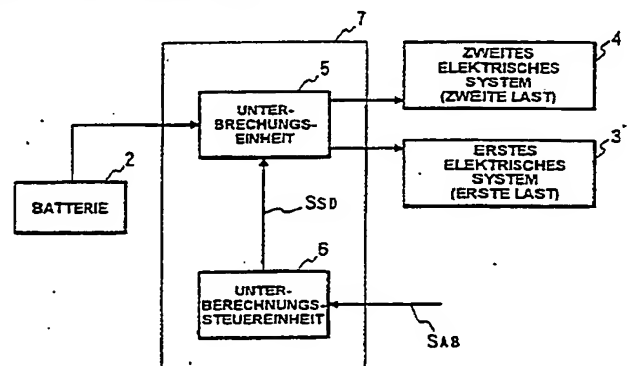 7
ZWEITES
ELEKTRISCHES
SYSTEM
(ZWEITE LAST)
4
5
UNTER-
BRECHUNGS-
EINHEIT
ERSTES
ELEKTRISCHES
SYSTEM
(ERSTE LAST)
3
2
BATTERIE
SSD
6
UNTER-
BERECHNUNGS-
STEUEREINHEIT
SAB